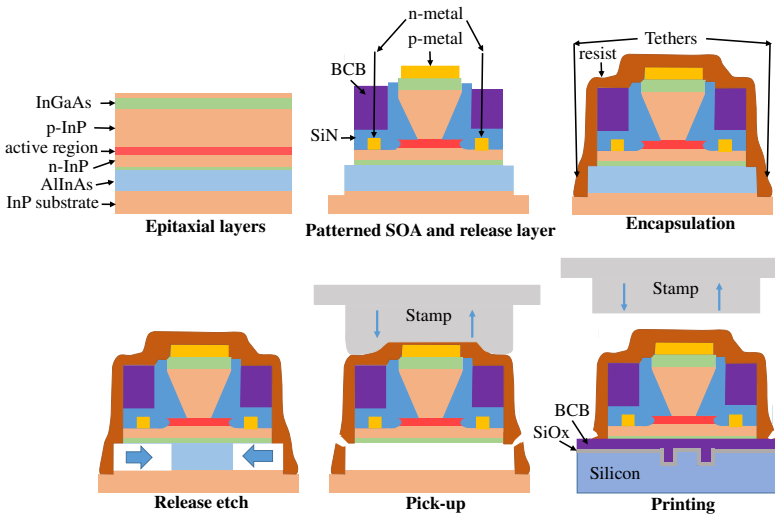 InGaAs
p-InP
active region
n-InP
AlInAs
InP substrate
Epitaxial layers
n-metal
p-metal
BCB
SiN
Patterned SOA and release layer
Tethers
resist
Encapsulation
Release etch
Stamp
Pick-up
Stamp
BCB
SiOx
Silicon
Printing